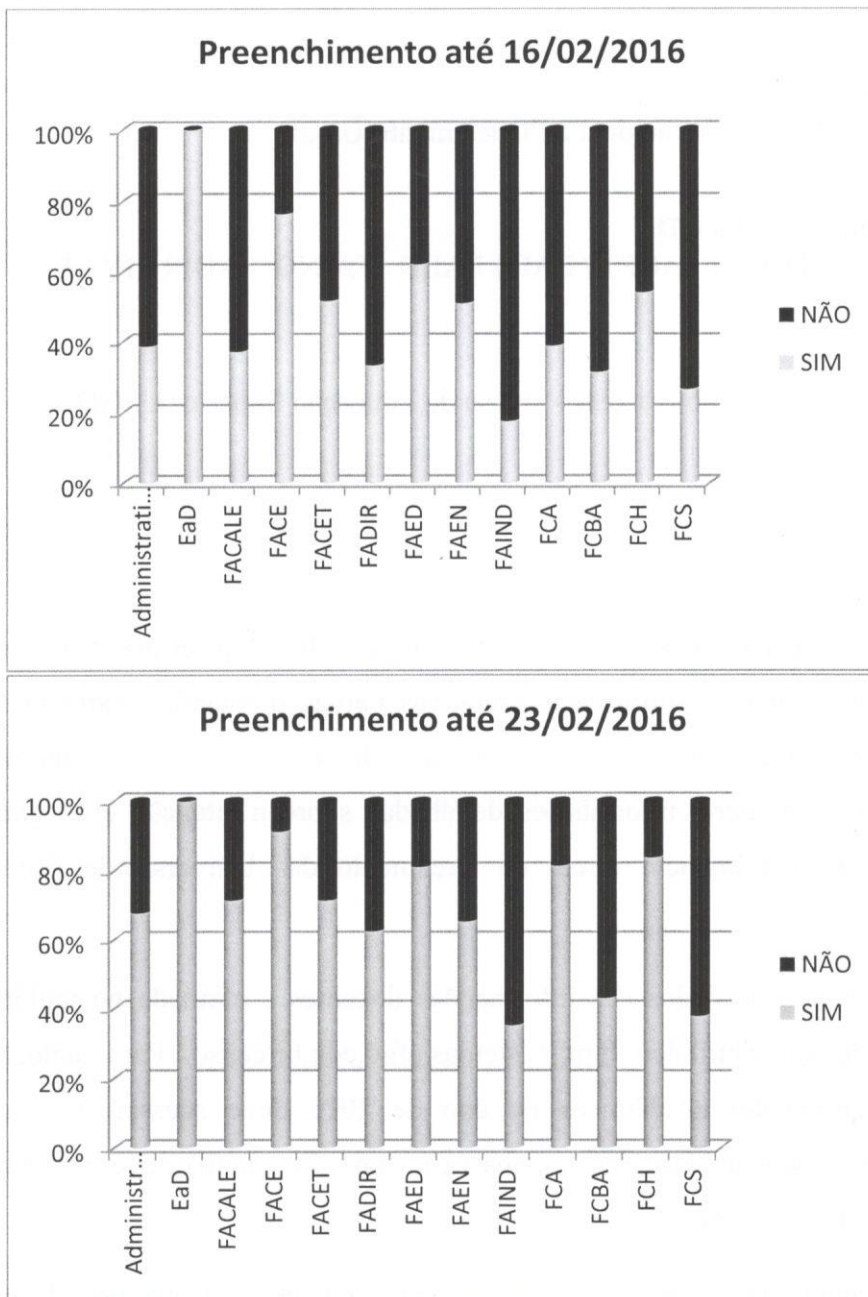 Preenchimento até 16/02/2016
100%
80%
60%
40%
20%
0%
NÃO
SIM
Administrati...
EaD
FACALE
FACE
FACET
FADIR
FAED
FAEN
FAIND
FCA
FCBA
FCH
FCS
Preenchimento até 23/02/2016
100%
80%
60%
40%
20%
0%
NÃO
SIM
Administr...
EaD
FACALE
FACE
FACET
FADIR
FAED
FAEN
FAIND
FCA
FCBA
FCH
FCS